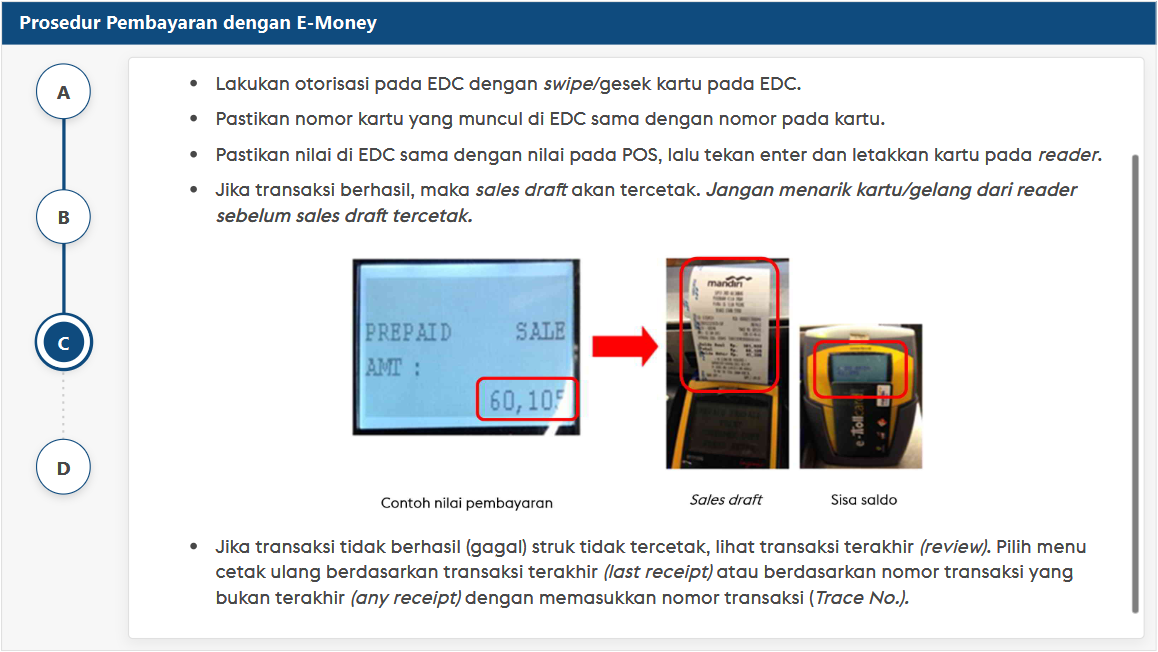 Prosedur Pembayaran dengan E-Money
A
B
C
D
• Lakukan otorisasi pada EDC dengan swipe/gesek kartu pada EDC.
• Pastikan nomor kartu yang muncul di EDC sama dengan nomor pada kartu.
• Pastikan nilai di EDC sama dengan nilai pada POS, lalu tekan enter dan letakkan kartu pada reader.
• Jika transaksi berhasil, maka sales draft akan tercetak. Jangan menarik kartu/gelang dari reader
sebelum sales draft tercetak.
PREPAID SALE
AMT :
60,105
mandiri
e-Tollcard
Contoh nilai pembayaran
Sales draft
Sisa saldo
• Jika transaksi tidak berhasil (gagal) struk tidak tercetak, lihat transaksi terakhir (review). Pilih menu
cetak ulang berdasarkan transaksi terakhir (last receipt) atau berdasarkan nomor transaksi yang
bukan terakhir (any receipt) dengan memasukkan nomor transaksi (Trace No.).